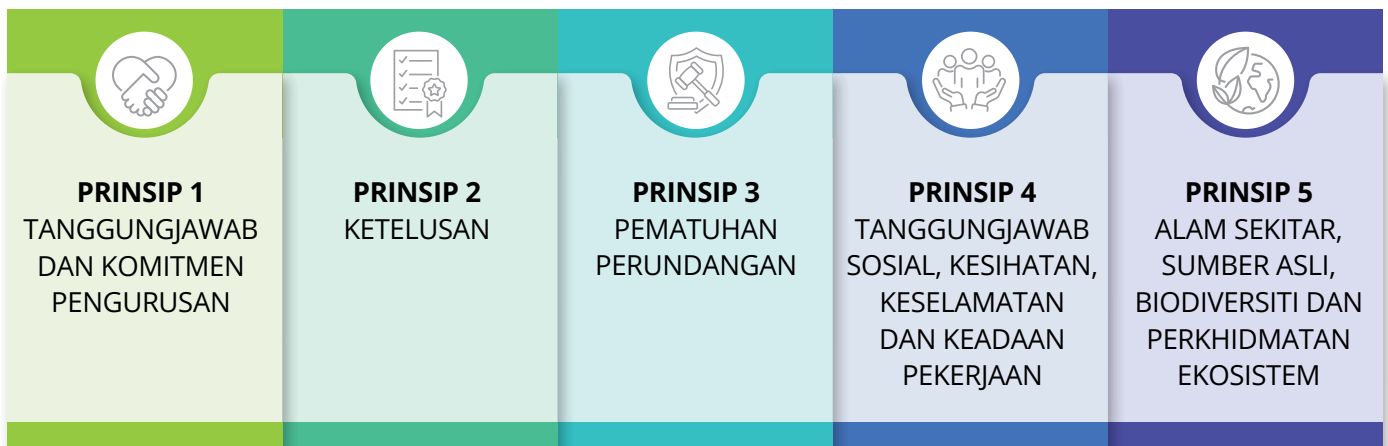 PRINSIP 1
TANGGUNGJAWAB
DAN KOMITMEN
PENGURUSAN
PRINSIP 2
KETELUSAN
PRINSIP 3
PEMATUHAN
PERUNDANGAN
PRINSIP 4
TANGGUNGJAWAB
SOSIAL, KESIHATAN,
KESELAMATAN
DAN KEADAAN
PEKERJAAN
PRINSIP 5
ALAM SEKITAR,
SUMBER ASLI,
BIODIVERSITI DAN
PERKHIDMATAN
EKOSISTEM